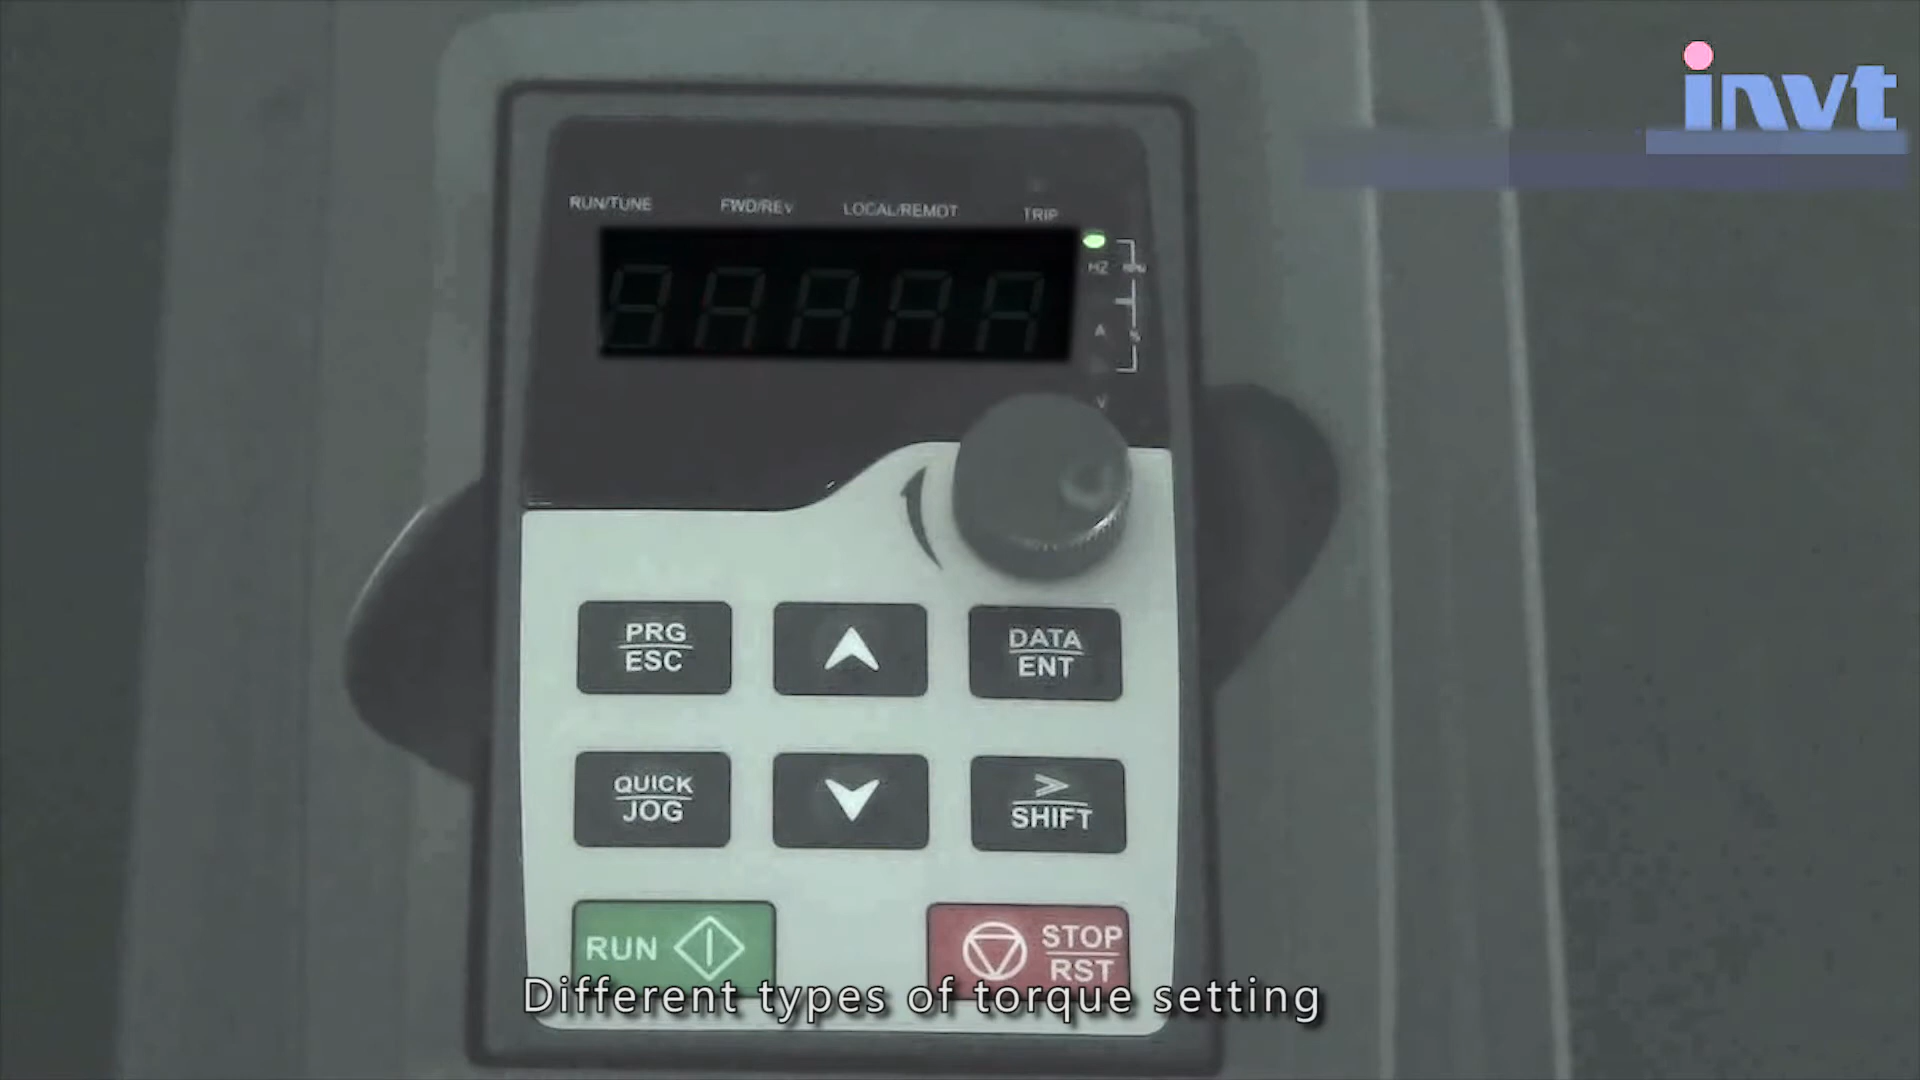 invt
RUN/TUNE
FWD/REV
LOCAL/REMOT
TRIP
HZ
RPM
A
%
V
PRG
ESC
DATA
ENT
QUICK
JOG
>
SHIFT
RUN
STOP
RST
Different types of torque setting